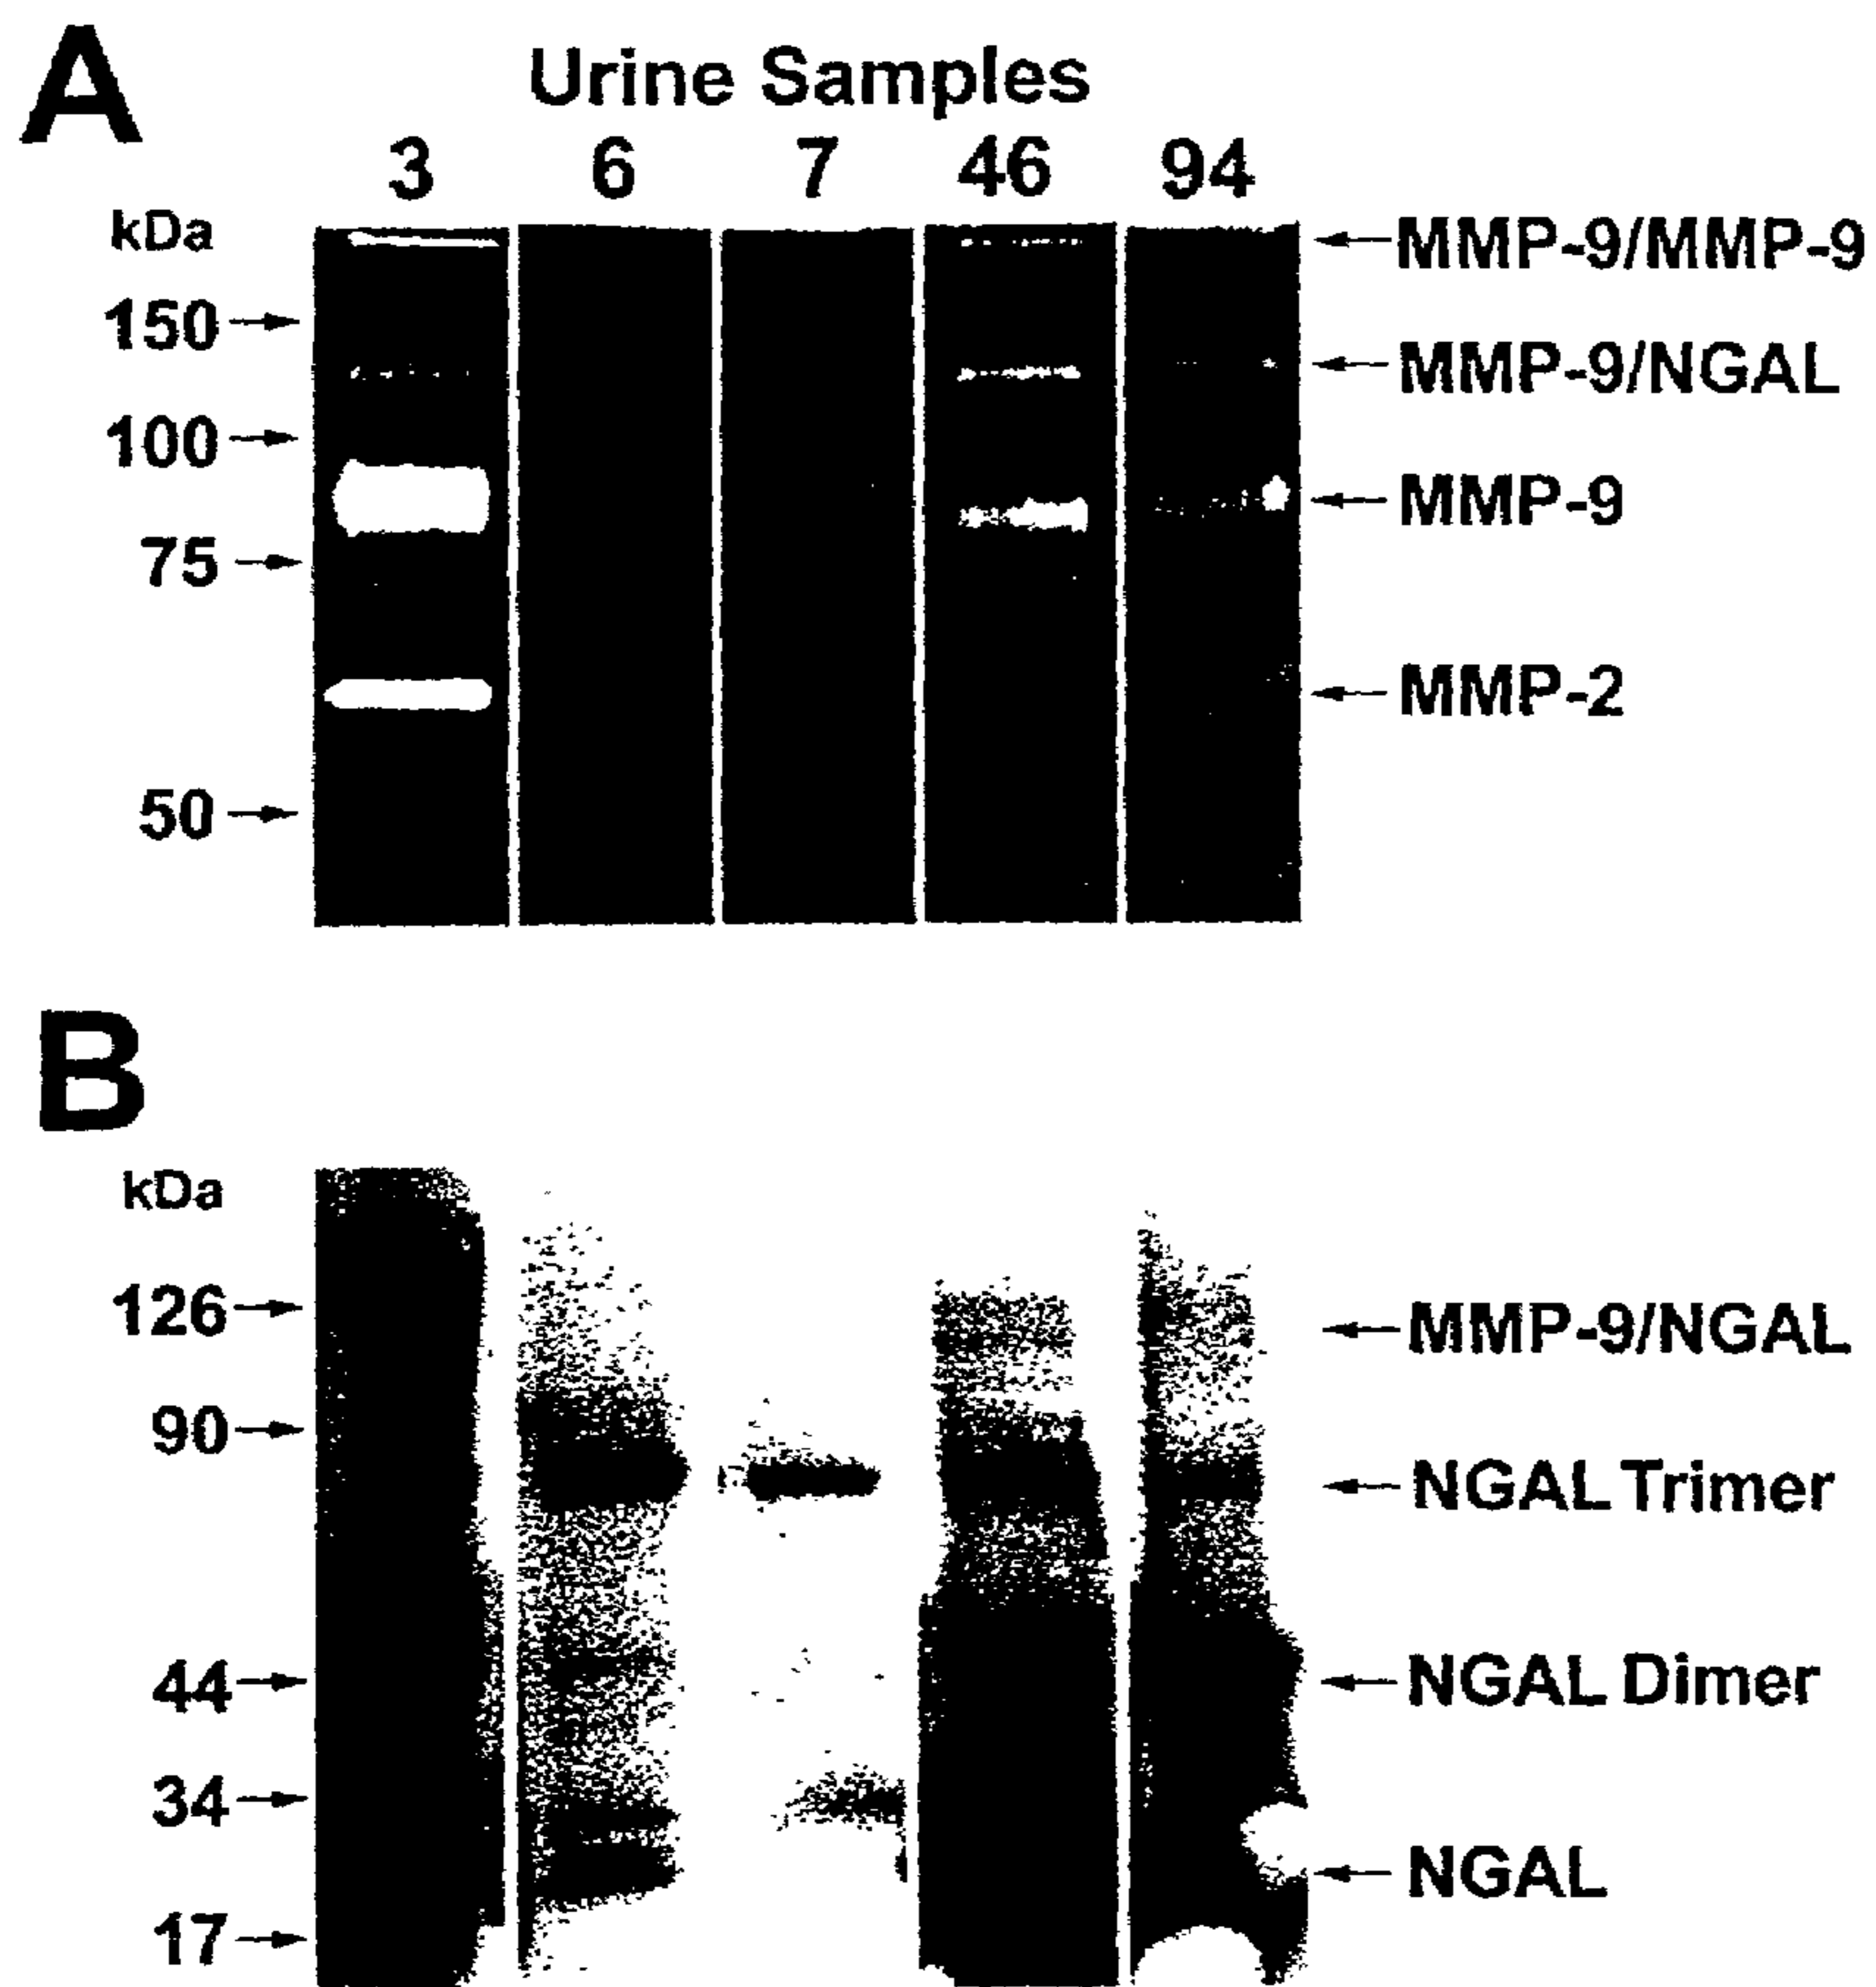 A
Urine Samples
3 6 7 46 94
kDa
150
100
75
50
MMP-9/MMP-9
MMP-9/NGAL
MMP-9
MMP-2
B
kDa
126
90
44
34
17
MMP-9/NGAL
NGAL Trimer
NGAL Dimer
NGAL